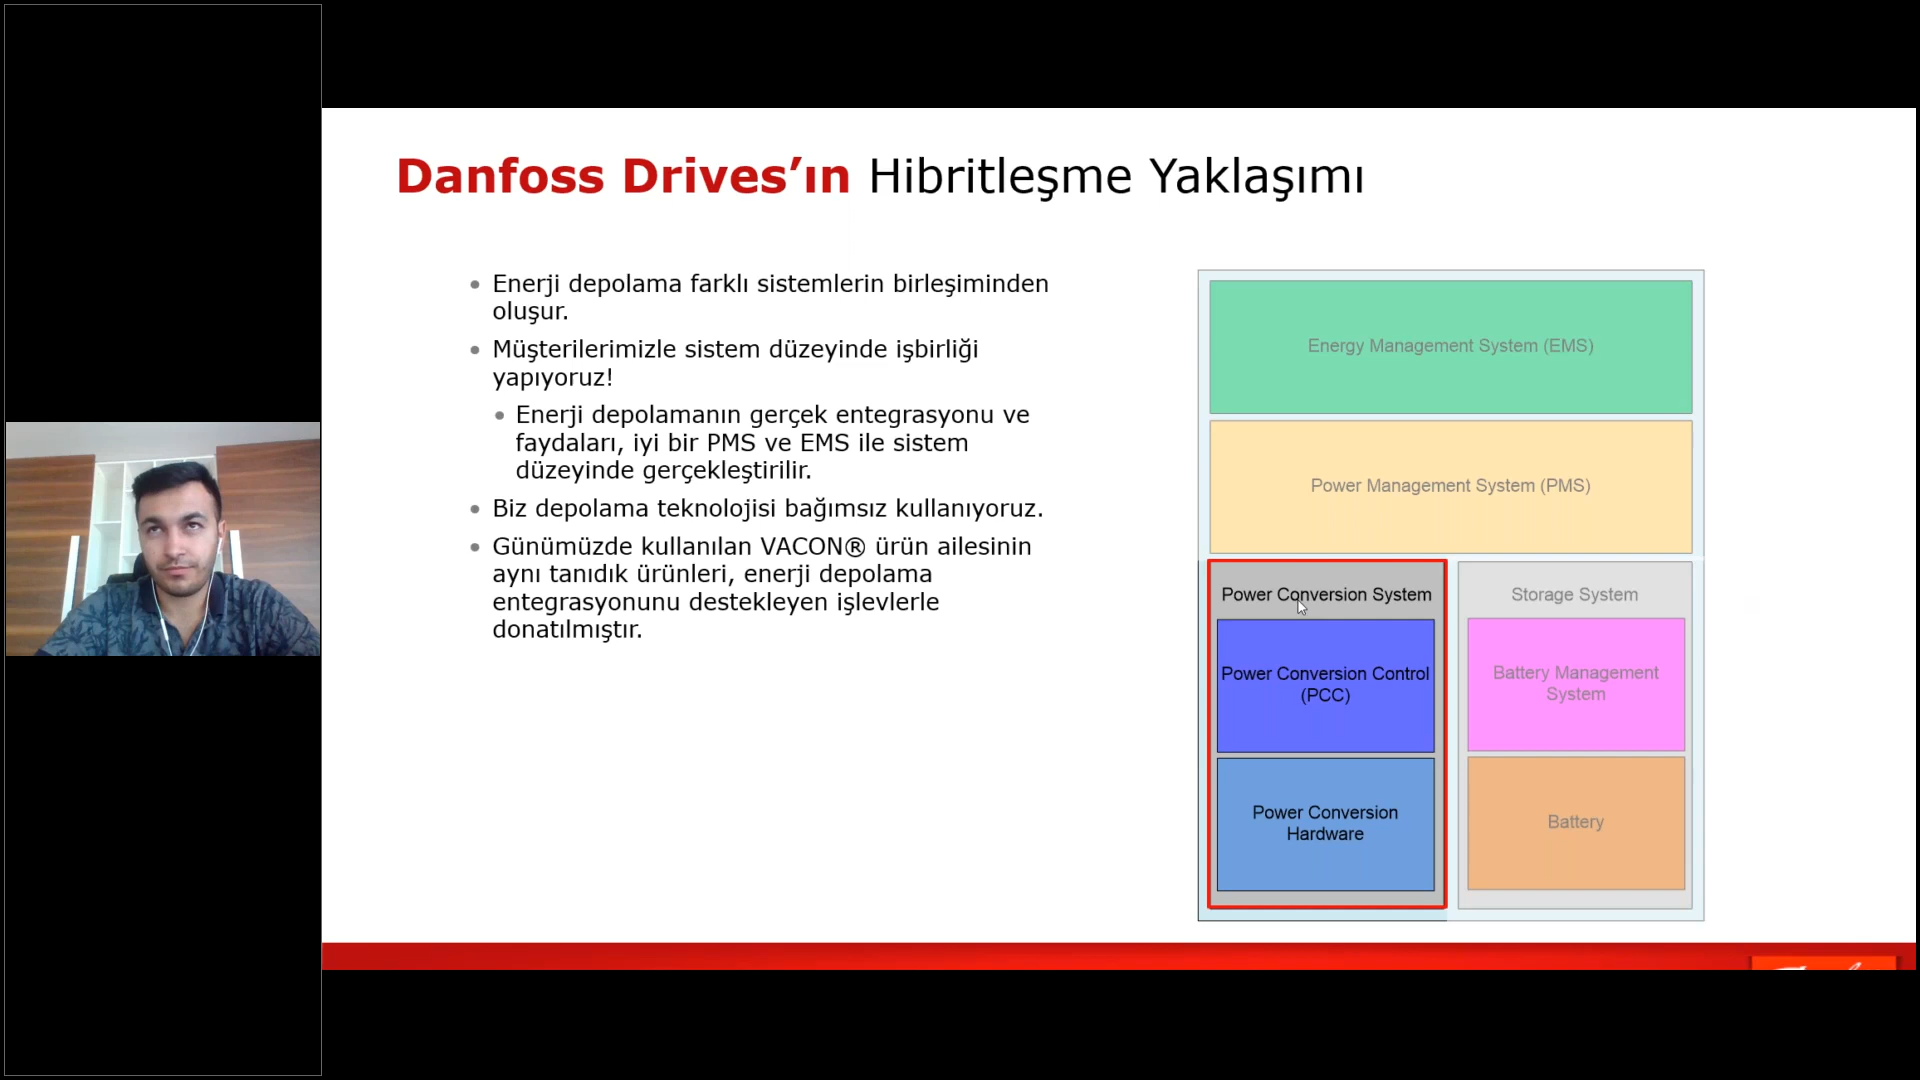 Danfoss Drives’ın Hibritleşme Yaklaşımı
Enerji depolama farklı sistemlerin birleşiminden
oluşur.
Müşterilerimizle sistem düzeyinde işbirliği
yapıyoruz!
Enerji depolamanın gerçek entegrasyonu ve
faydaları, iyi bir PMS ve EMS ile sistem
düzeyinde gerçekleştirilir.
Biz depolama teknolojisi bağımsız kullanıyoruz.
Günümüzde kullanılan VACON® ürün ailesinin
aynı tanıdık ürünleri, enerji depolama
entegrasyonunu destekleyen işlevlerle
donatılmıştır.
Energy Management System (EMS)
Power Management System (PMS)
Power Conversion System
Power Conversion Control
(PCC)
Power Conversion
Hardware
Storage System
Battery Management
System
Battery